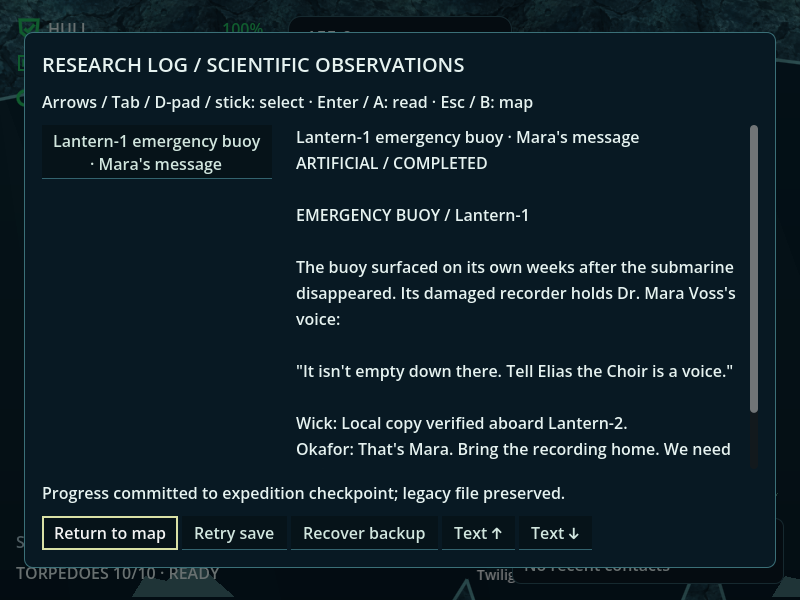 HULL
100%
RESEARCH LOG / SCIENTIFIC OBSERVATIONS
Arrows / Tab / D-pad / stick: select · Enter / A: read · Esc / B: map
Lantern-1 emergency buoy
· Mara's message
Lantern-1 emergency buoy · Mara's message
ARTIFICIAL / COMPLETED
EMERGENCY BUOY / Lantern-1
The buoy surfaced on its own weeks after the submarine
disappeared. Its damaged recorder holds Dr. Mara Voss's
voice:
"It isn't empty down there. Tell Elias the Choir is a voice."
Wick: Local copy verified aboard Lantern-2.
Okafor: That's Mara. Bring the recording home. We need
Progress committed to expedition checkpoint; legacy file preserved.
Return to map
Retry save
Recover backup
Text ↑
Text ↓
TORPEDOES 10/10 · READY
No recent contacts